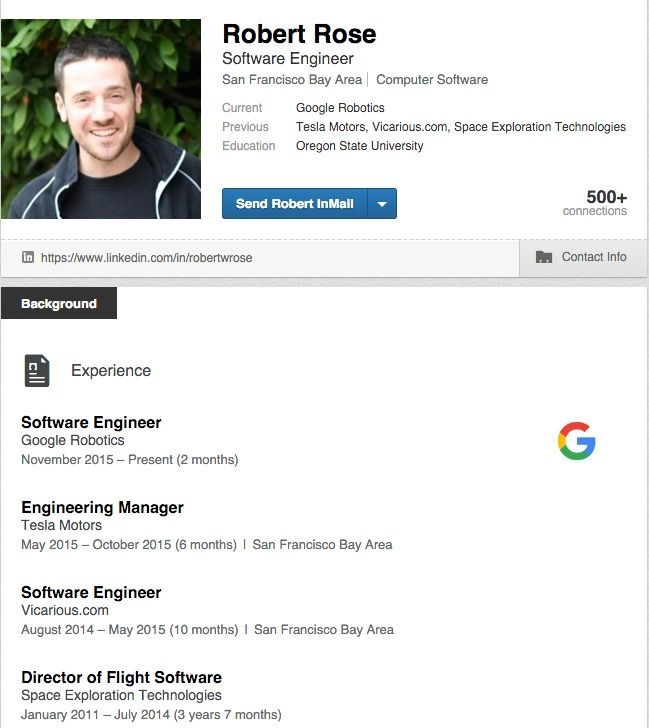 Robert Rose
Software Engineer
San Francisco Bay Area | Computer Software
Current Google Robotics
Previous Tesla Motors, Vicarious.com, Space Exploration Technologies
Education Oregon State University
Send Robert InMail
500+
connections
https://www.linkedin.com/in/robertwrose
Contact Info
Background
Experience
Software Engineer
Google Robotics
November 2015 – Present (2 months)
Engineering Manager
Tesla Motors
May 2015 – October 2015 (6 months) | San Francisco Bay Area
Software Engineer
Vicarious.com
August 2014 – May 2015 (10 months) | San Francisco Bay Area
Director of Flight Software
Space Exploration Technologies
January 2011 – July 2014 (3 years 7 months)